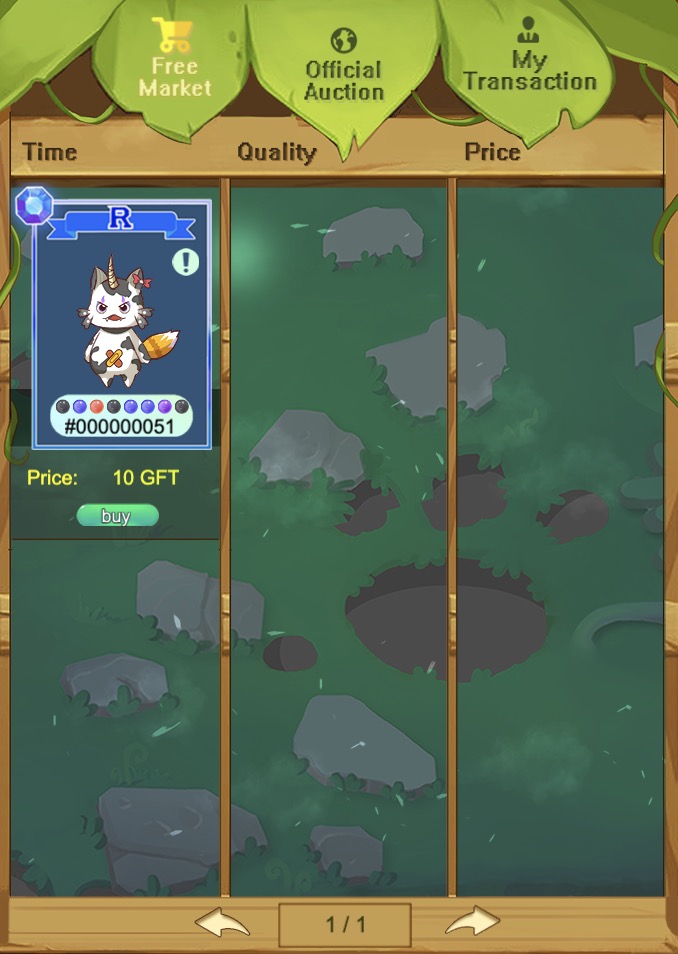 Free
Market
Official
Auction
My
Transaction
Time
Quality
Price
R
!
#000000051
Price: 10 GFT
buy
1 / 1